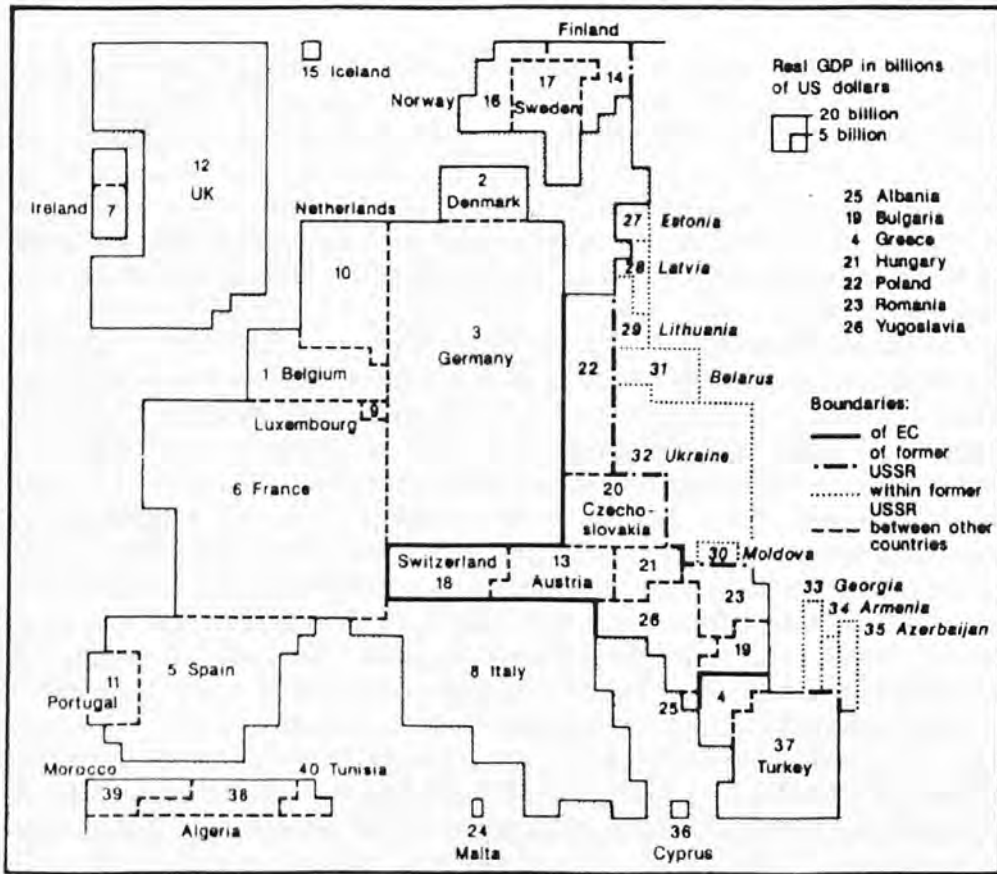 Finland
15 Iceland
17
14
Norway
16
Sweden
Real GDP in billions
of US dollars
20 billion
5 billion
12
UK
2
Denmark
Ireland
7
Netherlands
27 Estonia
25 Albania
19 Bulgaria
4 Greece
21 Hungary
22 Poland
23 Romania
26 Yugoslavia
10
28 Latvia
3
Germany
29 Lithuania
22
31
Belarus
1 Belgium
9
Luxembourg
Boundaries:
of EC
of former
USSR
within former
USSR
between other
countries
32 Ukraine
6 France
20
Czecho-
slovakia
Switzerland
18
13
Austria
21
30 Moldova
33 Georgia
34 Armenia
35 Azerbaijan
23
26
19
5 Spain
8 Italy
11
Portugal
25
4
37
Turkey
Morocco
40 Tunisia
39
38
Algeria
24
Malta
36
Cyprus